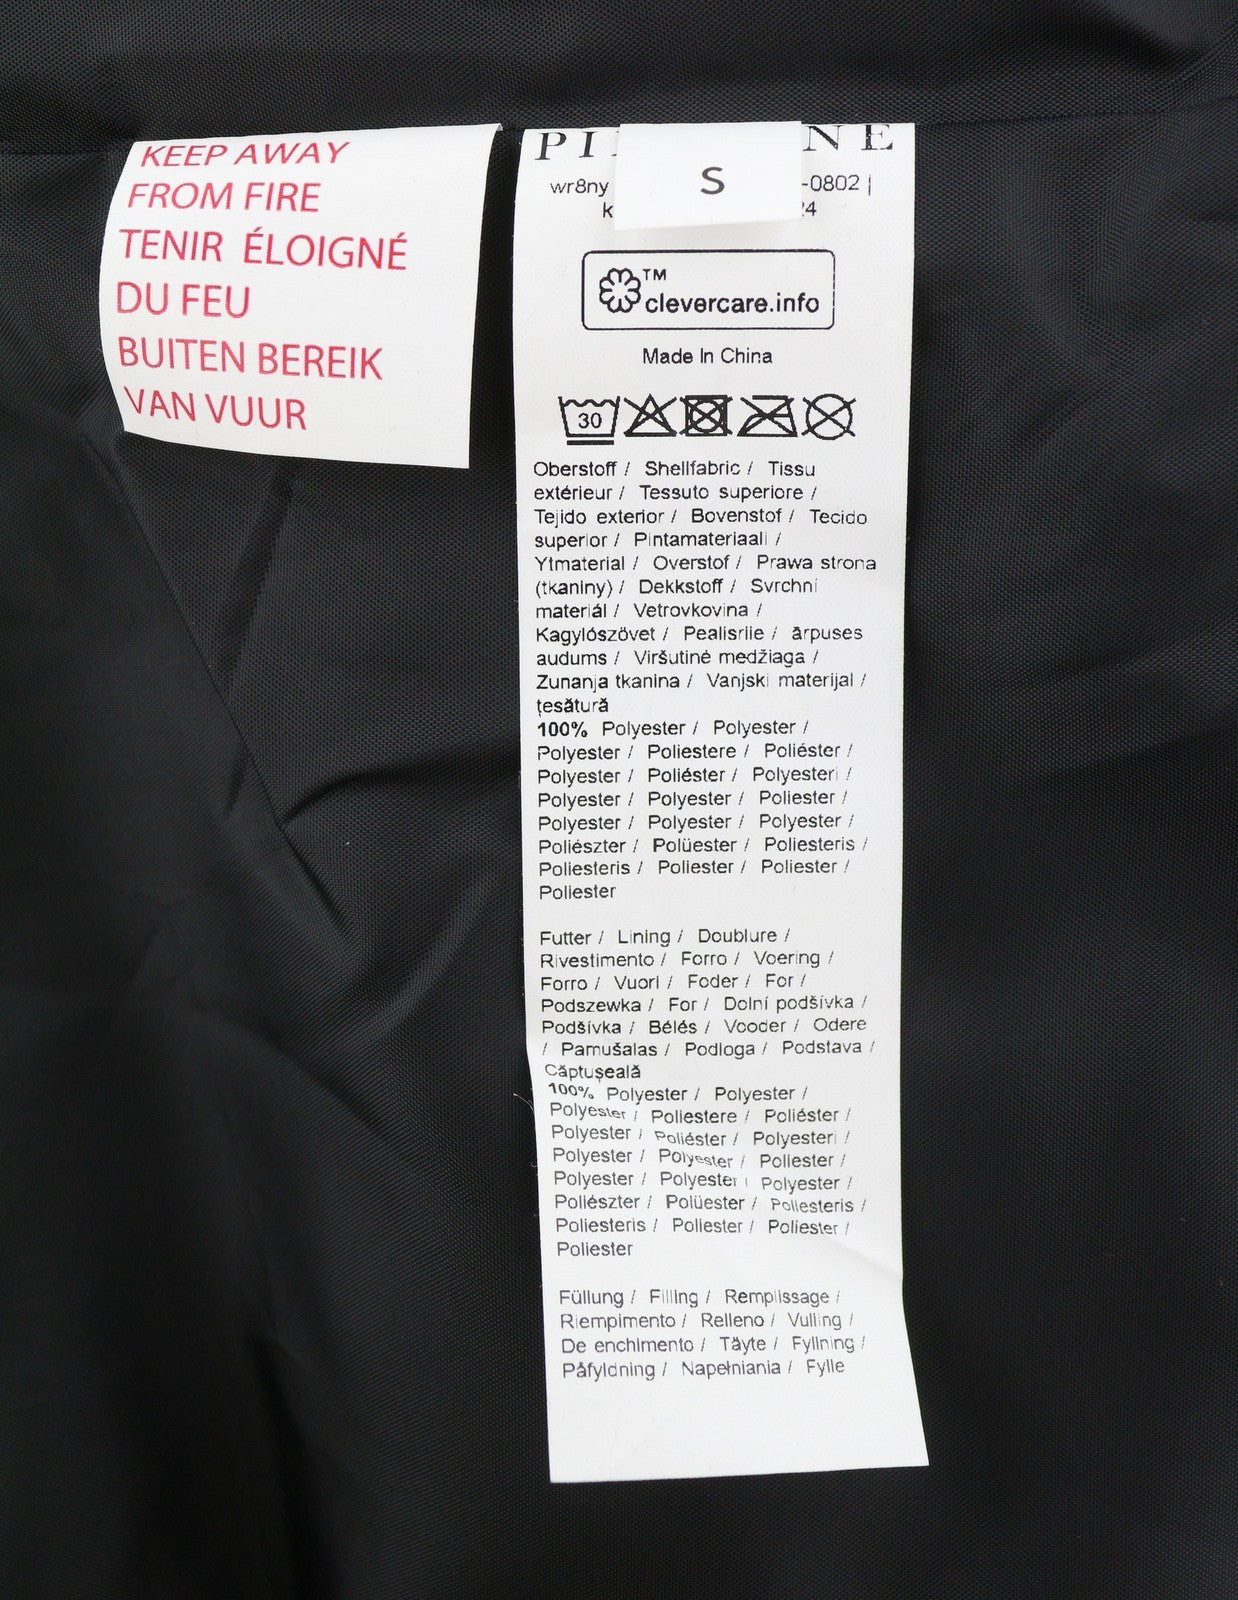 KEEP AWAY
FROM FIRE
TENIR ÉLOIGNÉ
DU FEU
BUITEN BEREIK
VAN VUUR
S
wr8ny -0802 |
™
clevercare.info
Made In China
30
Oberstoff / Shellfabric / Tissu
extérieur / Tessuto superiore /
Tejido exterior / Bovenstof / Tecido
superior / Pintamateriaali /
Ytmaterial / Overstof / Prawa strona
(tkaniny) / Dekkstoff / Svrchní
materiál / Vetrovkovina /
Kagylószövet / Pealisriie / ārpuses
audums / Viršutinė medžiaga /
Zunanja tkanina / Vanjski materijal /
țesătură
100% Polyester / Polyester /
Polyester / Poliestere / Poliéster /
Polyester / Poliéster / Polyesteri /
Polyester / Polyester / Poliester /
Polyester / Polyester / Polyester /
Poliészter / Polüester / Poliesteris /
Poliesteris / Poliester / Poliester /
Poliester
Futter / Lining / Doublure /
Rivestimento / Forro / Voering /
Forro / Vuori / Foder / For /
Podszewka / For / Dolní podšívka /
Podšívka / Bélés / Vooder / Odere
/ Pamušalas / Podloga / Podstava /
Căptușeală
100% Polyester / Polyester /
Polyester / Poliestere / Poliéster /
Polyester / Poliéster / Polyesteri /
Polyester / Polyester / Poliester /
Polyester / Polyester / Polyester /
Poliészter / Polüester / Poliesteris /
Poliesteris / Poliester / Poliester /
Poliester
Füllung / Filling / Remplissage /
Riempimento / Relleno / Vulling /
De enchimento / Täyte / Fyllning /
Påfyldning / Napełniania / Fylle